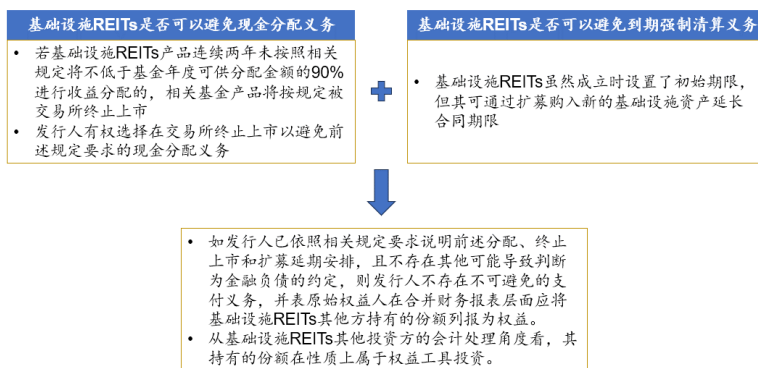 基础设施REITs是否可以避免现金分配义务
• 若基础设施REITs产品连续两年未按照相关
规定将不低于基金年度可供分配金额的90%
进行收益分配的，相关基金产品将按规定被
交易所终止上市
• 发行人有权选择在交易所终止上市以避免前
述规定要求的现金分配义务
基础设施REITs是否可以避免到期强制清算义务
• 基础设施REITs虽然成立时设置了初始期限，
但其可通过扩募购入新的基础设施资产延长
合同期限
• 如发行人已依照相关规定要求说明前述分配、终止
上市和扩募延期安排，且不存在其他可能导致判断
为金融负债的约定，则发行人不存在不可避免的支
付义务，并表原始权益人在合并财务报表层面应将
基础设施REITs其他方持有的份额列报为权益。
• 从基础设施REITs其他投资方的会计处理角度看，其
持有的份额在性质上属于权益工具投资。